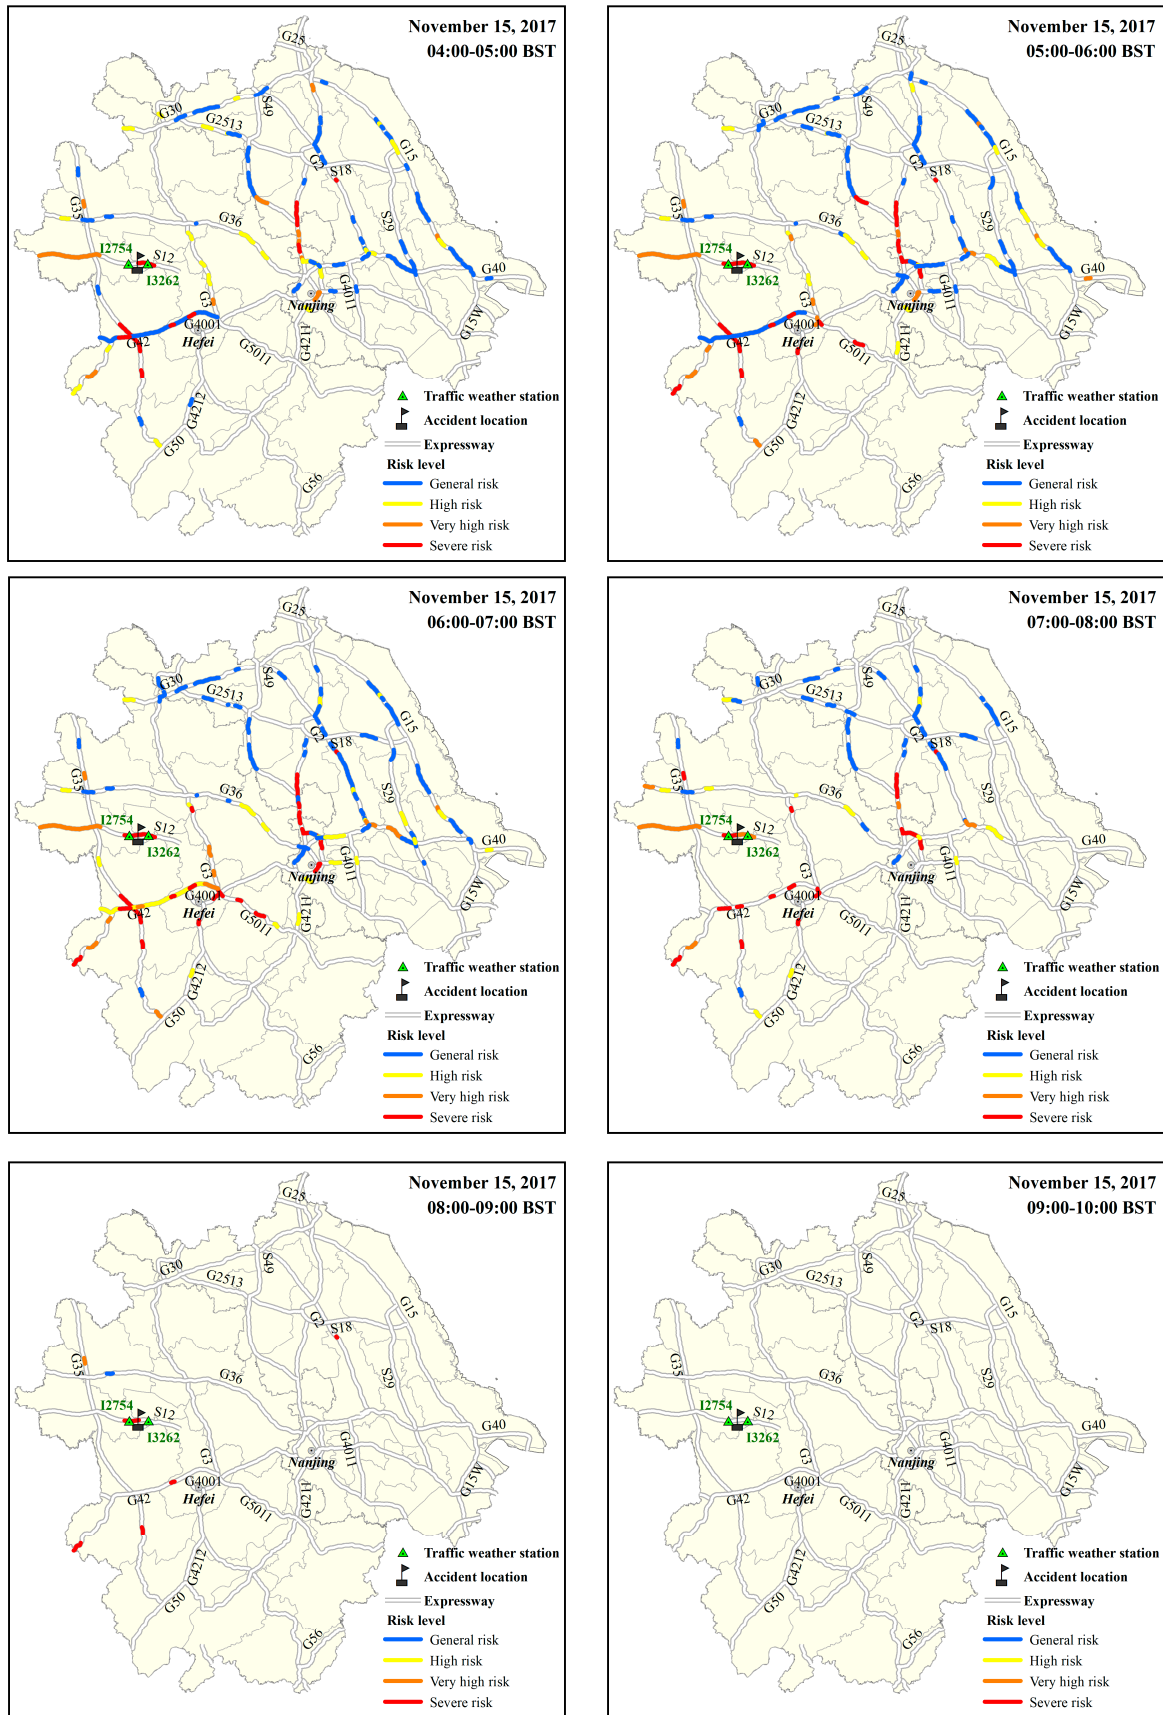 November 15, 2017
04:00-05:00 BST
G25
G30
S49
G2513
G15
G2
S18
G35
G36
S29
I2754
S12
I3262
G40
G3
Nanjing
G4011
G15W
G4001
Hefei
G42
G5011
G4211
G4212
G50
G56
Traffic weather station
Accident location
Expressway
Risk level
General risk
High risk
Very high risk
Severe risk
November 15, 2017
05:00-06:00 BST
G25
G30
S49
G2513
G15
G2
S18
G35
G36
S29
I2754
S12
I3262
G40
G3
Nanjing
G4011
G15W
G4001
Hefei
G42
G5011
G4211
G4212
G50
G56
Traffic weather station
Accident location
Expressway
Risk level
General risk
High risk
Very high risk
Severe risk
November 15, 2017
06:00-07:00 BST
G25
G30
S49
G2513
G15
G2
S18
G35
G36
S29
I2754
S12
I3262
G40
G3
Nanjing
G4011
G15W
G4001
Hefei
G42
G5011
G4211
G4212
G50
G56
Traffic weather station
Accident location
Expressway
Risk level
General risk
High risk
Very high risk
Severe risk
November 15, 2017
07:00-08:00 BST
G25
G30
S49
G2513
G15
G2
S18
G35
G36
S29
I2754
S12
I3262
G40
G3
Nanjing
G4011
G15W
G4001
Hefei
G42
G5011
G4211
G4212
G50
G56
Traffic weather station
Accident location
Expressway
Risk level
General risk
High risk
Very high risk
Severe risk
November 15, 2017
08:00-09:00 BST
G25
G30
S49
G2513
G15
G2
S18
G35
G36
S29
I2754
S12
I3262
G40
G3
Nanjing
G4011
G15W
G4001
Hefei
G42
G5011
G4211
G4212
G50
G56
Traffic weather station
Accident location
Expressway
Risk level
General risk
High risk
Very high risk
Severe risk
November 15, 2017
09:00-10:00 BST
G25
G30
S49
G2513
G15
G2
S18
G35
G36
S29
I2754
S12
I3262
G40
G3
Nanjing
G4011
G15W
G4001
Hefei
G42
G5011
G4211
G4212
G50
G56
Traffic weather station
Accident location
Expressway
Risk level
General risk
High risk
Very high risk
Severe risk